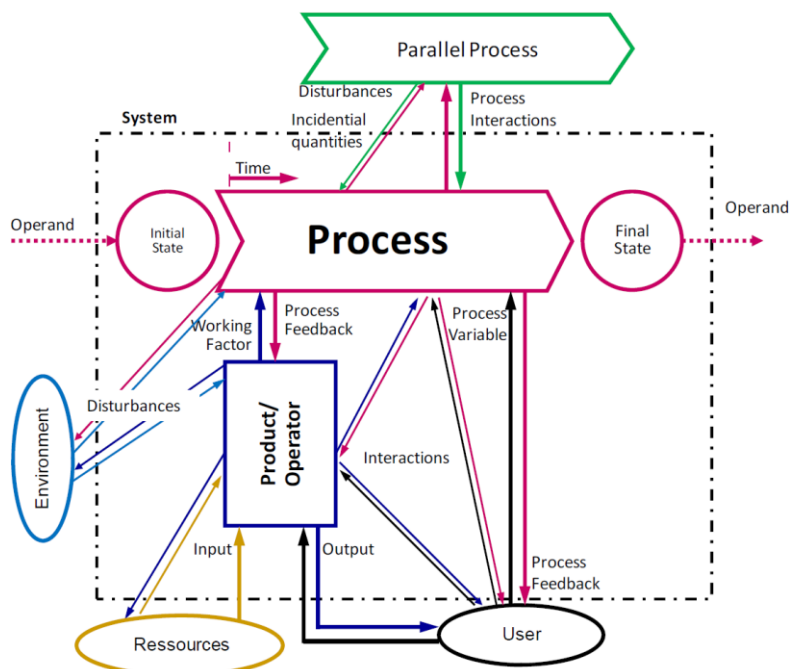 Parallel Process
Disturbances
Incidential
quantities
Process
Interactions
System
Time
Operand
Initial
State
Process
Final
State
Operand
Working
Factor
Process
Feedback
Process
Variable
Disturbances
Environment
Product/
Operator
Interactions
Input
Output
Process
Feedback
Ressources
User